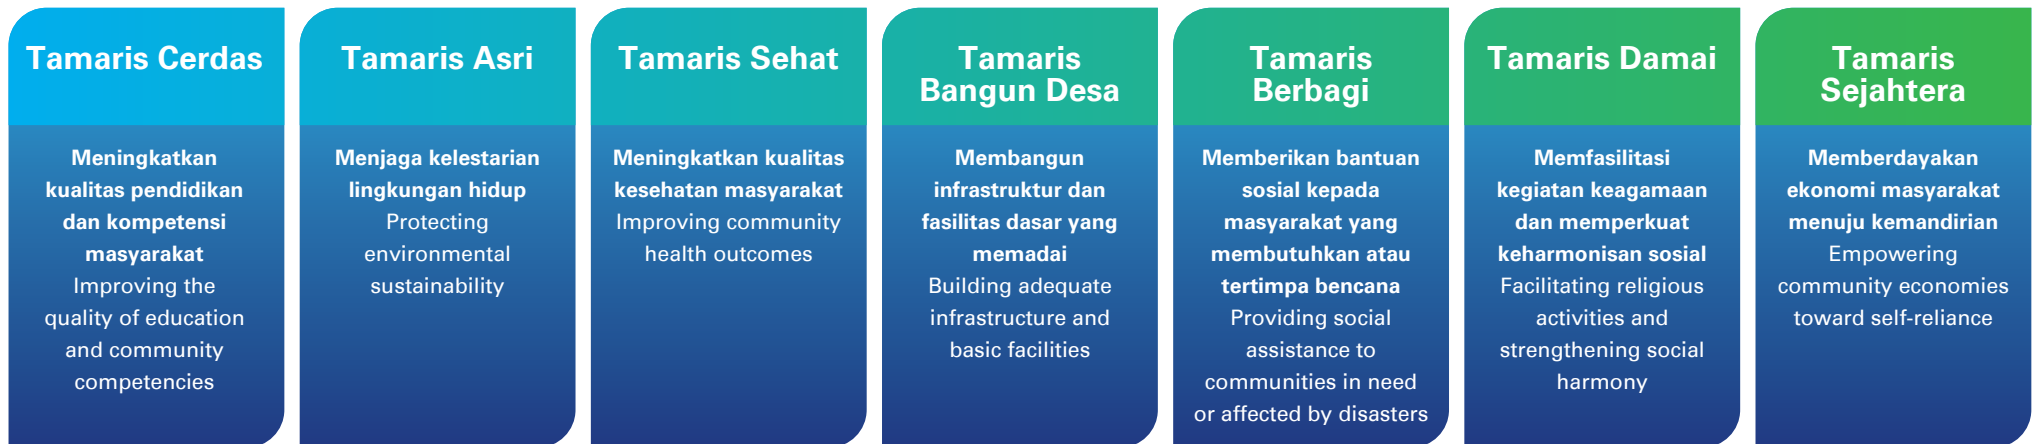 Tamaris Cerdas
Meningkatkan
kualitas pendidikan
dan kompetensi
masyarakat
Improving the
quality of education
and community
competencies
Tamaris Asri
Menjaga kelestarian
lingkungan hidup
Protecting
environmental
sustainability
Tamaris Sehat
Meningkatkan kualitas
kesehatan masyarakat
Improving community
health outcomes
Tamaris
Bangun Desa
Membangun
infrastruktur dan
fasilitas dasar yang
memadai
Building adequate
infrastructure and
basic facilities
Tamaris
Berbagi
Memberikan bantuan
sosial kepada
masyarakat yang
membutuhkan atau
tertimpa bencana
Providing social
assistance to
communities in need
or affected by disasters
Tamaris Damai
Memfasilitasi
kegiatan keagamaan
dan memperkuat
keharmonisan sosial
Facilitating religious
activities and
strengthening social
harmony
Tamaris
Sejahtera
Memberdayakan
ekonomi masyarakat
menuju kemandirian
Empowering
community economies
toward self-reliance